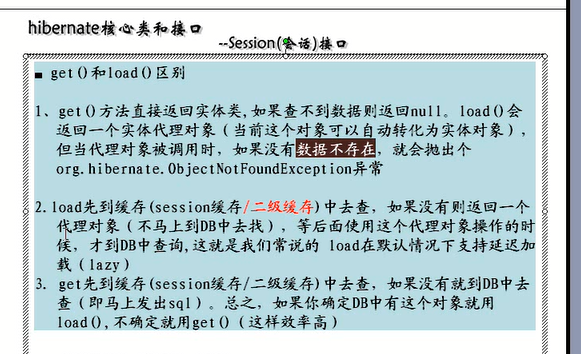 hibernate核心类和接口
--Session(会话)接口
■ get()和load()区别
1、get()方法直接返回实体类,如果查不到数据则返回null。load()会
返回一个实体代理对象（当前这个对象可以自动转化为实体对象），
但当代理对象被调用时，如果没有数据不存在，就会抛出个
org.hibernate.ObjectNotFoundException异常
2.load先到缓存(session缓存/二级缓存)中去查，如果没有则返回一个
代理对象（不马上到DB中去找），等后面使用这个代理对象操作的时
候，才到DB中查询,这就是我们常说的 load在默认情况下支持延迟加
载（lazy）
3. get先到缓存(session缓存/二级缓存)中去查，如果没有就到DB中去
查（即马上发出sql）。总之，如果你确定DB中有这个对象就用
load(),不确定就用get()（这样效率高）